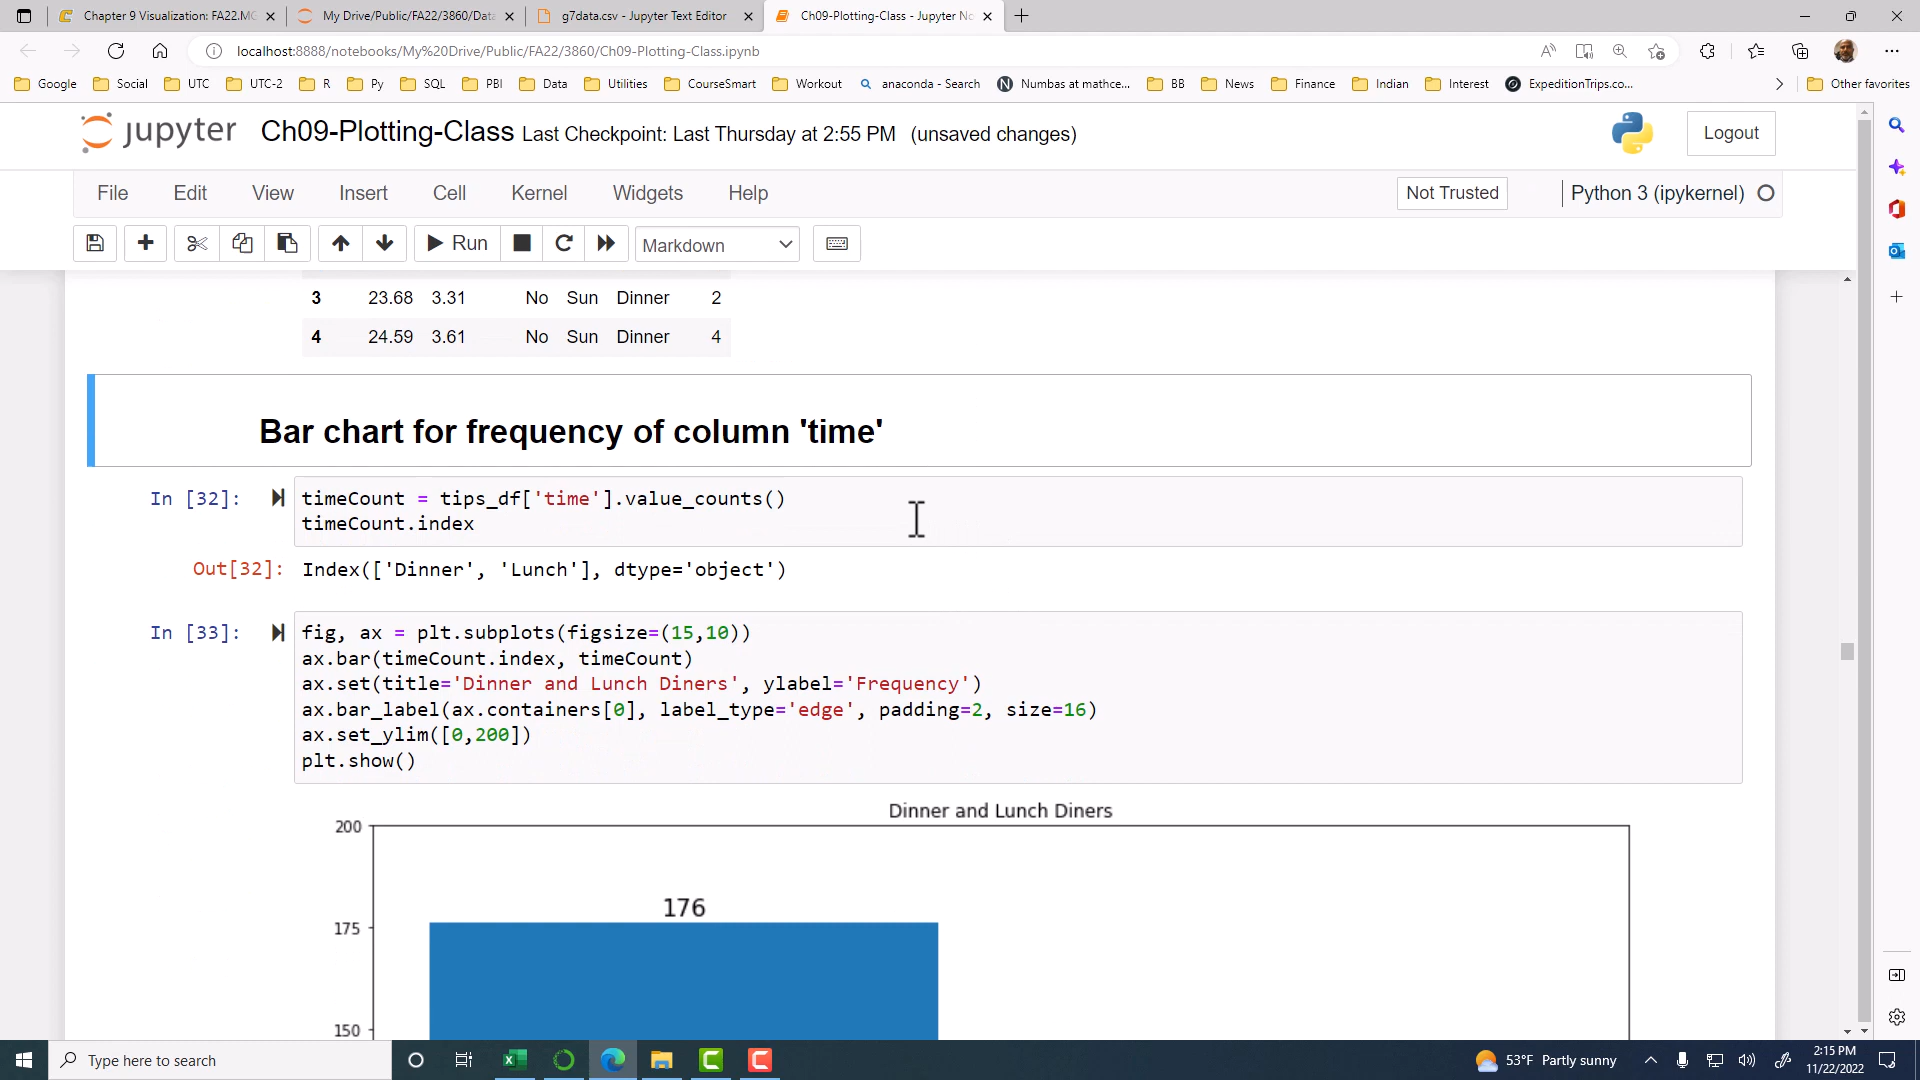 Chapter 9 Visualization: FA22.MG
My Drive/Public/FA22/3860/Data
g7data.csv - Jupyter Text Editor
Ch09-Plotting-Class - Jupyter No
localhost:8888/notebooks/My%20Drive/Public/FA22/3860/Ch09-Plotting-Class.ipynb
Google Social UTC UTC-2 R Py SQL PBI Data Utilities CourseSmart Workout anaconda - Search Numbas at mathce... BB News Finance Indian Interest ExpeditionTrips.co... Other favorites
jupyter Ch09-Plotting-Class Last Checkpoint: Last Thursday at 2:55 PM (unsaved changes) Logout
File Edit View Insert Cell Kernel Widgets Help Not Trusted Python 3 (ipykernel)
Run Markdown
3 23.68 3.31 No Sun Dinner 2
4 24.59 3.61 No Sun Dinner 4
Bar chart for frequency of column 'time'
In [32]: timeCount = tips_df['time'].value_counts()
timeCount.index
Out[32]: Index(['Dinner', 'Lunch'], dtype='object')
In [33]: fig, ax = plt.subplots(figsize=(15,10))
ax.bar(timeCount.index, timeCount)
ax.set(title='Dinner and Lunch Diners', ylabel='Frequency')
ax.bar_label(ax.containers[0], label_type='edge', padding=2, size=16)
ax.set_ylim([0,200])
plt.show()
Dinner and Lunch Diners
200
176
175
150
Type here to search
53°F Partly sunny
2:15 PM
11/22/2022